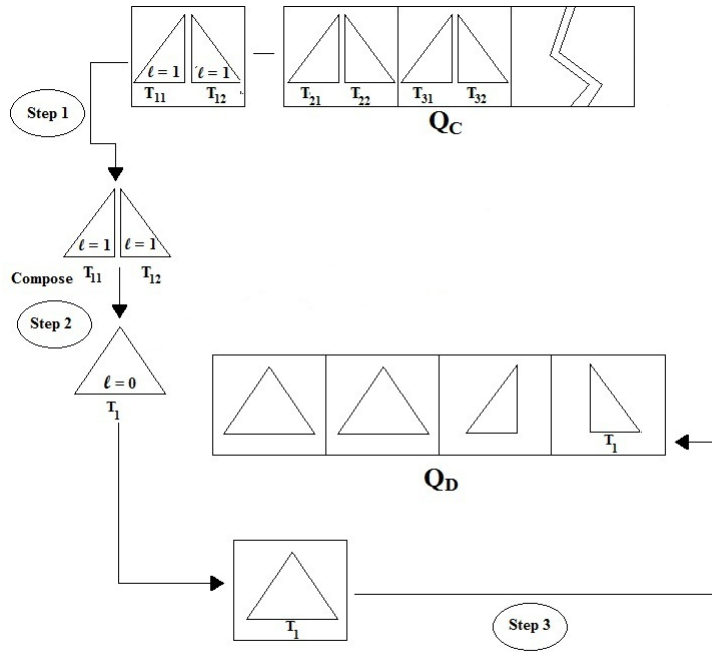 ℓ = 1 ℓ = 1
T11 T12 T21 T22 T31 T32
QC
Step 1
ℓ = 1 ℓ = 1
Compose T11 T12
Step 2
ℓ = 0
T1
T1
QD
T1
Step 3